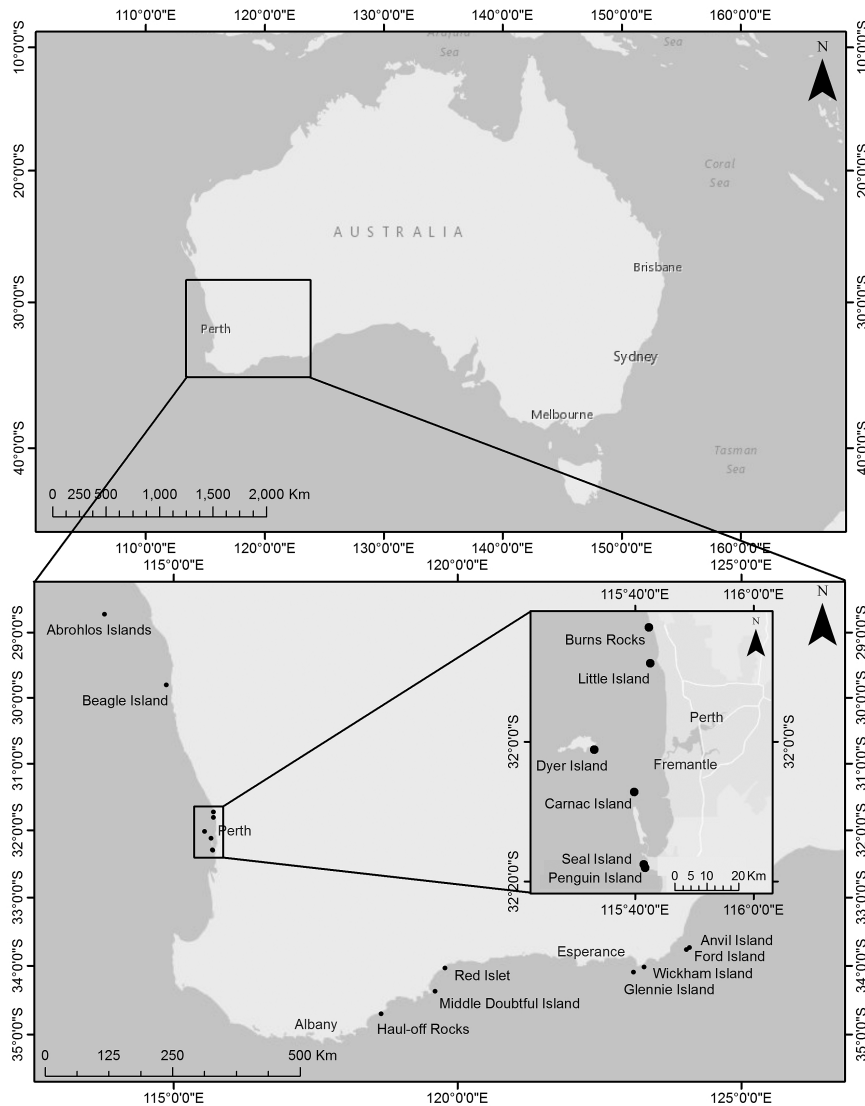 110°0'0"E 120°0'0"E 130°0'0"E 140°0'0"E 150°0'0"E 160°0'0"E
10°0'0"S
Arafura
Sea
Sea
N
10°0'0"S
20°0'0"S
Coral
Sea
20°0'0"S
AUSTRALIA
Brisbane
30°0'0"S
Perth
30°0'0"S
Sydney
Melbourne
40°0'0"S
Tasman
Sea
40°0'0"S
0 250 500 1,000 1,500 2,000 Km
110°0'0"E 120°0'0"E 130°0'0"E 140°0'0"E 150°0'0"E 160°0'0"E
115°0'0"E 120°0'0"E 125°0'0"E
N
29°0'0"S
Abrohlos Islands
29°0'0"S
Beagle Island
30°0'0"S
30°0'0"S
31°0'0"S
31°0'0"S
32°0'0"S
Perth
32°0'0"S
33°0'0"S
33°0'0"S
115°40'0"E 116°0'0"E
N
Burns Rocks
Little Island
Perth
32°0'0"S
32°0'0"S
Dyer Island
Fremantle
Carnac Island
Seal Island
Penguin Island
0 5 10 20 Km
32°20'0"S
115°40'0"E 116°0'0"E
34°0'0"S
34°0'0"S
Esperance
Anvil Island
Ford Island
Wickham Island
Glennie Island
Red Islet
Middle Doubtful Island
Haul-off Rocks
Albany
35°0'0"S
35°0'0"S
0 125 250 500 Km
115°0'0"E 120°0'0"E 125°0'0"E